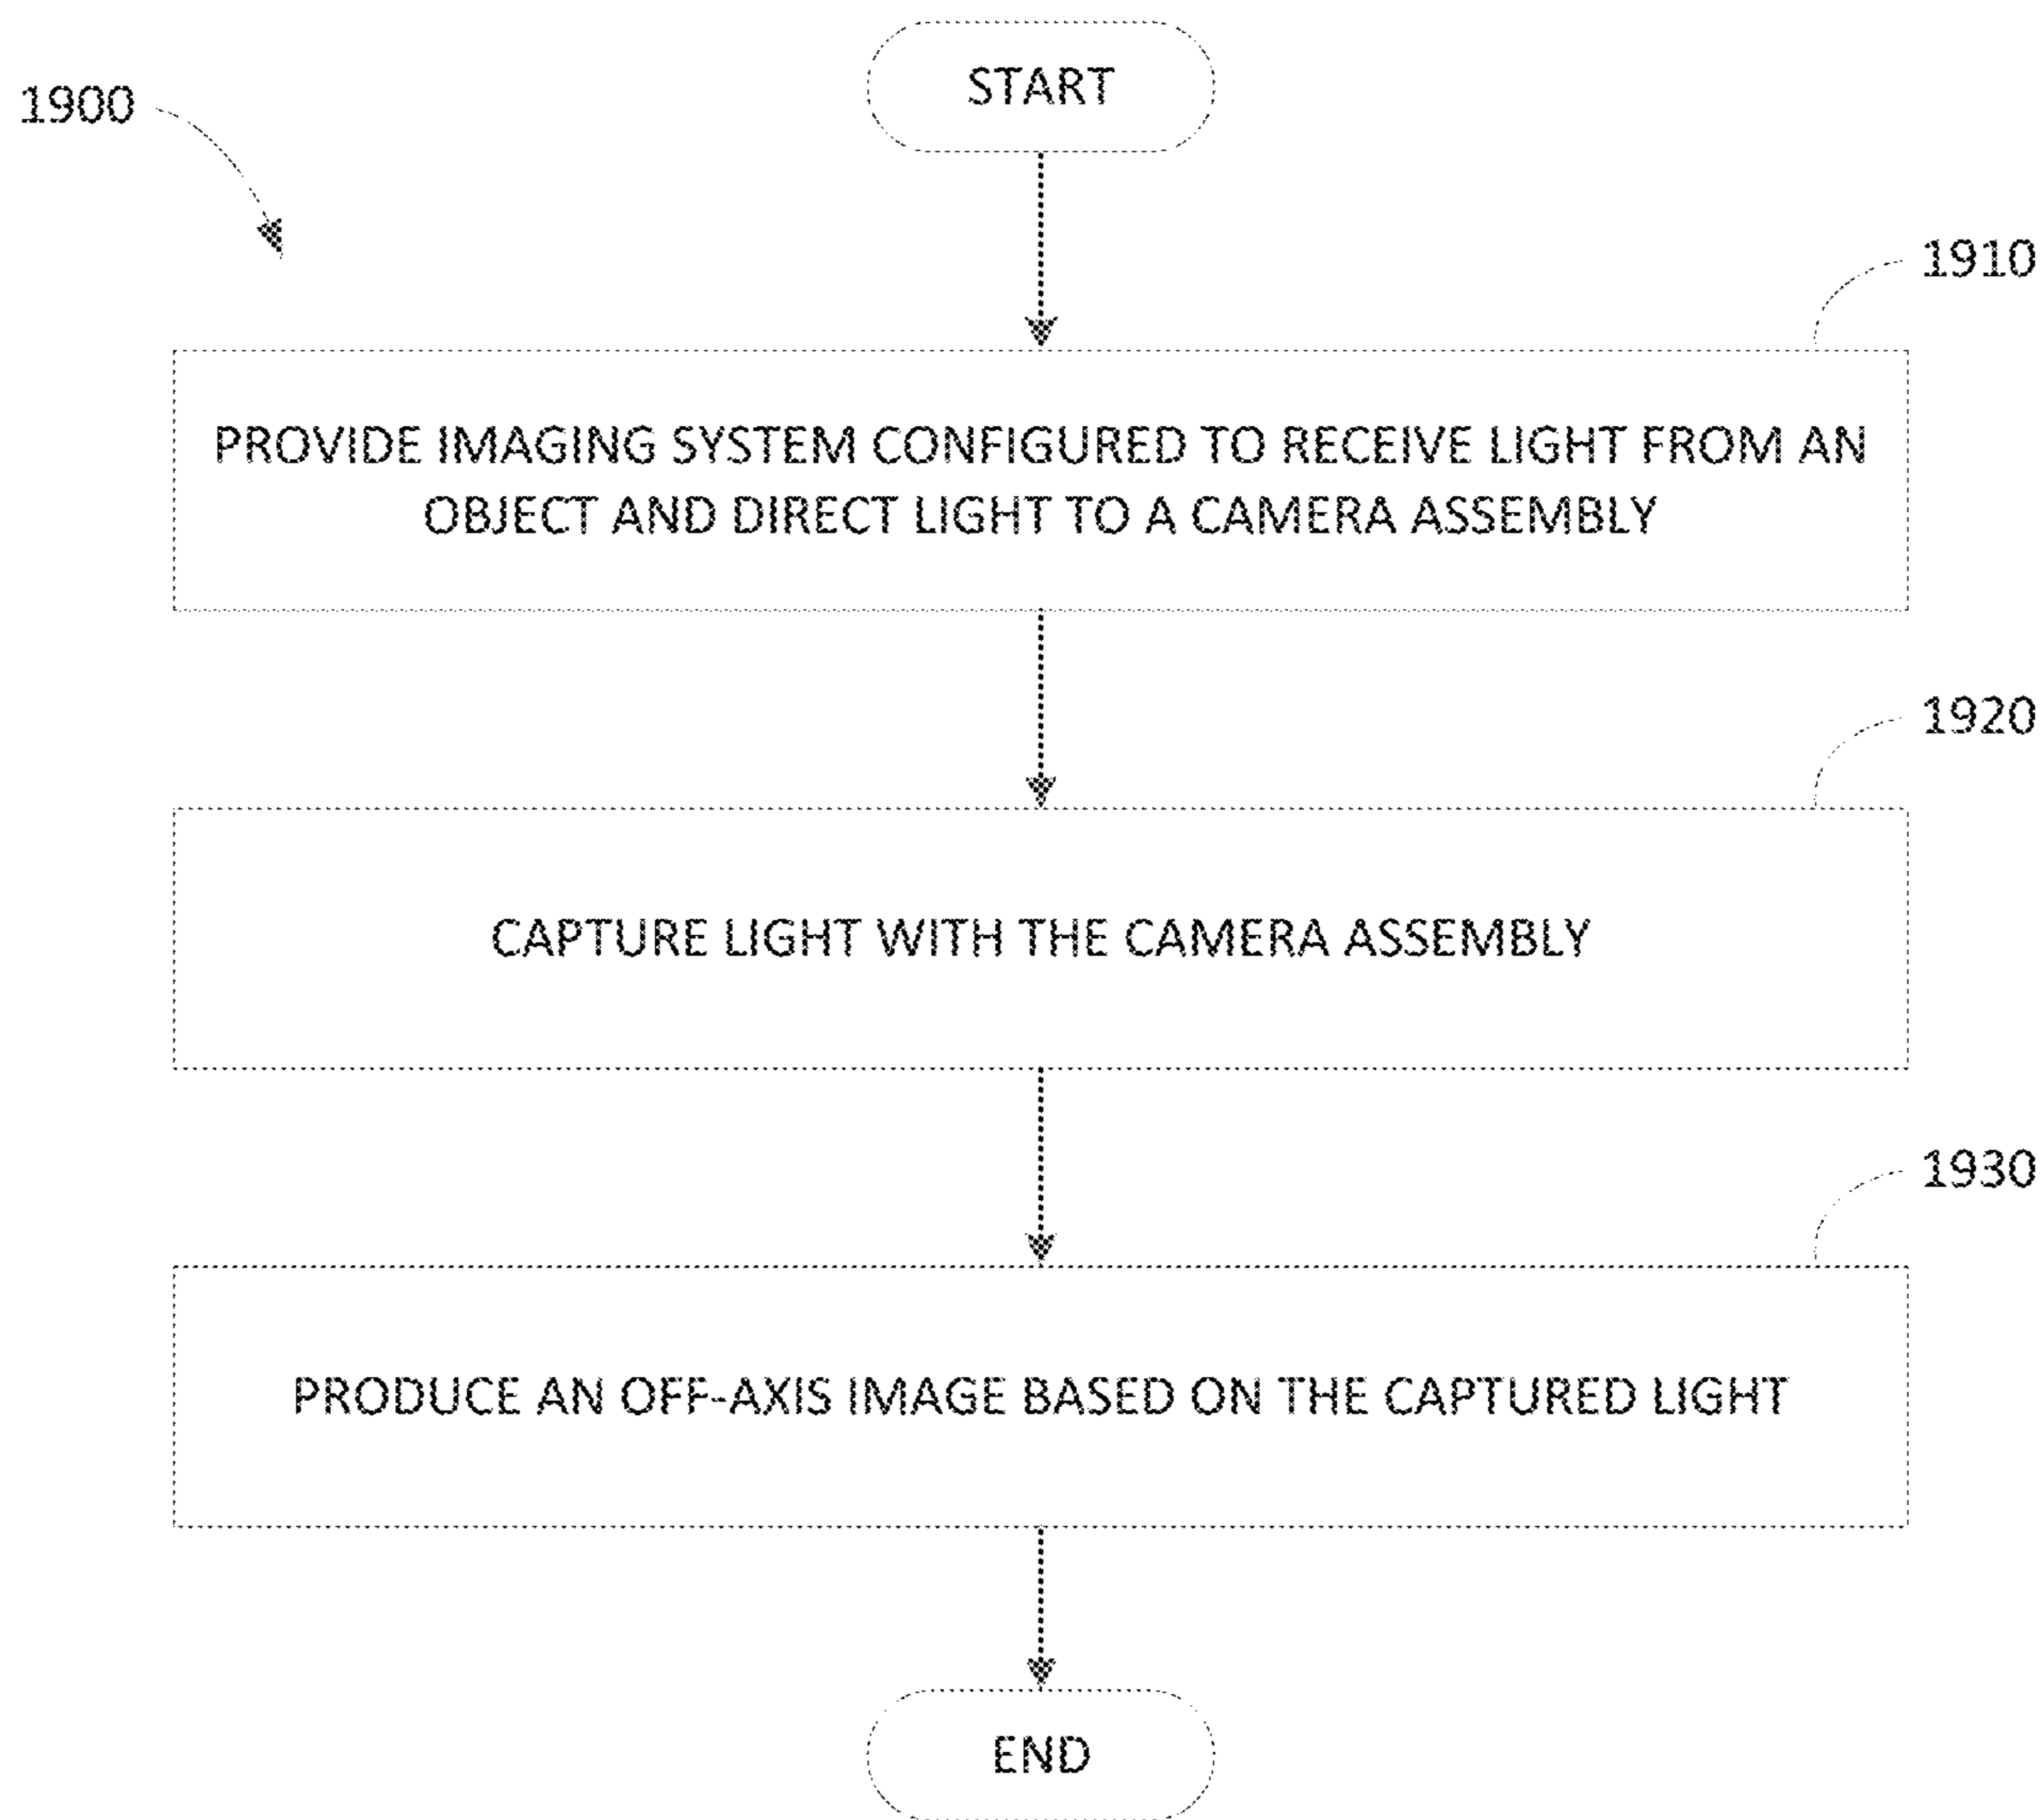 START
1900
1910
PROVIDE IMAGING SYSTEM CONFIGURED TO RECEIVE LIGHT FROM AN
OBJECT AND DIRECT LIGHT TO A CAMERA ASSEMBLY
1920
CAPTURE LIGHT WITH THE CAMERA ASSEMBLY
1930
PRODUCE AN OFF-AXIS IMAGE BASED ON THE CAPTURED LIGHT
END